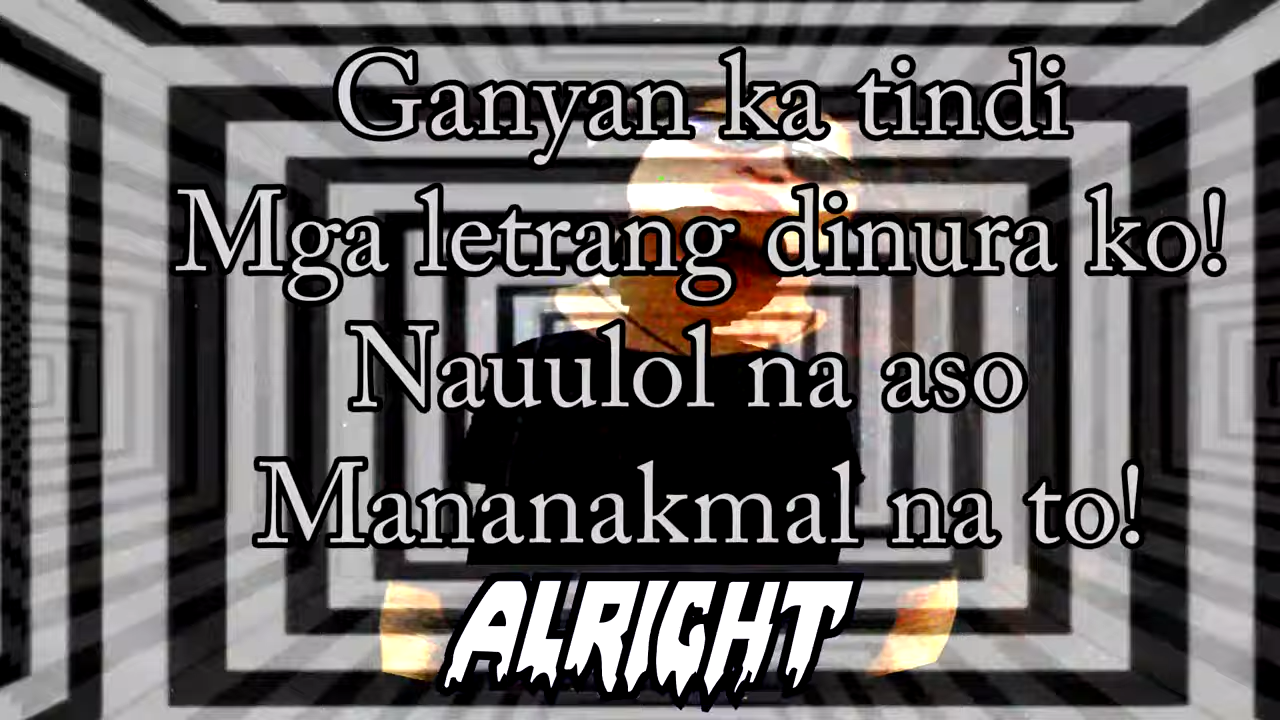 Ganyan ka tindi
Mga letrang dinura ko!
Nauulol na aso
Mananakmal na to!
ALRIGHT